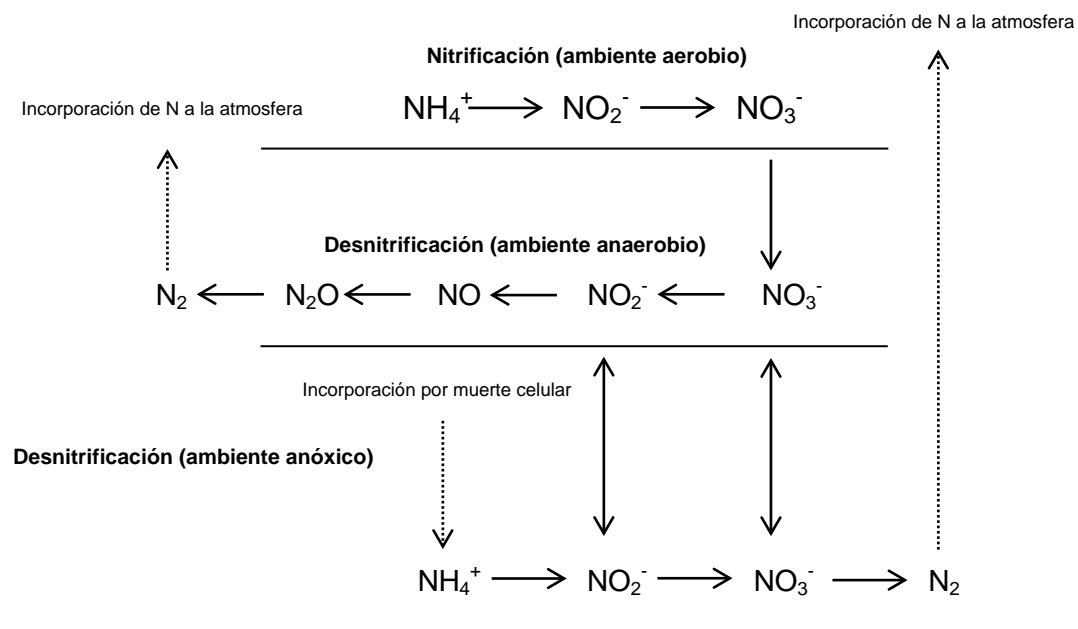 Incorporación de N a la atmosfera
Nitrificación (ambiente aerobio)
Incorporación de N a la atmosfera
NH₄⁺ → NO₂⁻ → NO₃⁻
Desnitrificación (ambiente anaerobio)
N₂ ← N₂O ← NO ← NO₂⁻ ← NO₃⁻
Incorporación por muerte celular
Desnitrificación (ambiente anóxico)
NH₄⁺ → NO₂⁻ → NO₃⁻ → N₂